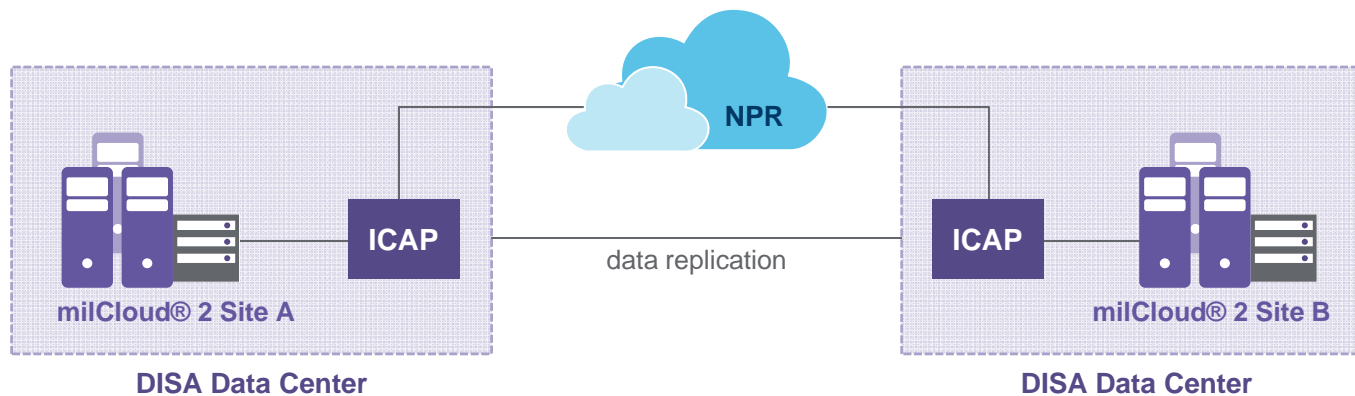 NPR
ICAP
ICAP
data replication
milCloud® 2 Site A
milCloud® 2 Site B
DISA Data Center
DISA Data Center